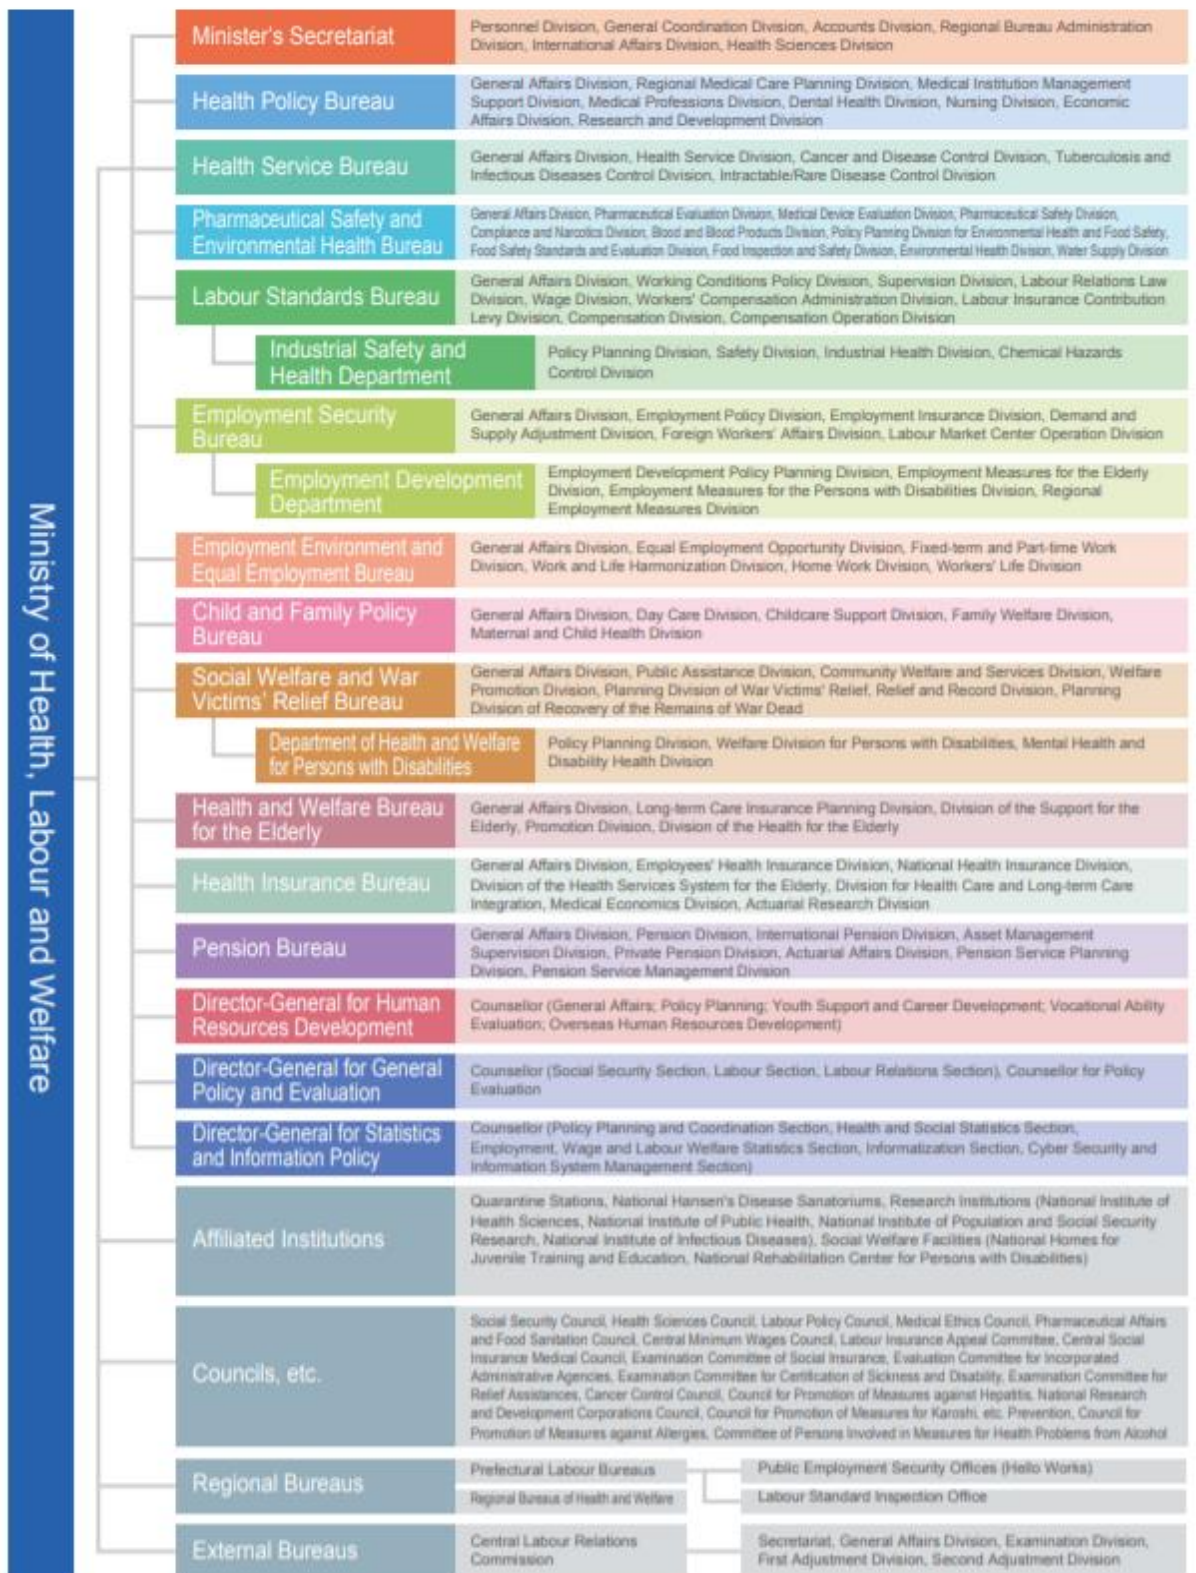 Ministry of Health, Labour and Welfare
Minister's Secretariat
Personnel Division, General Coordination Division, Accounts Division, Regional Bureau Administration
Division, International Affairs Division, Health Sciences Division
Health Policy Bureau
General Affairs Division, Regional Medical Care Planning Division, Medical Institution Management
Support Division, Medical Professions Division, Dental Health Division, Nursing Division, Economic
Affairs Division, Research and Development Division
Health Service Bureau
General Affairs Division, Health Service Division, Cancer and Disease Control Division, Tuberculosis and
Infectious Diseases Control Division, Intractable/Rare Disease Control Division
Pharmaceutical Safety and
Environmental Health Bureau
General Affairs Division, Pharmaceutical Evaluation Division, Medical Device Evaluation Division, Pharmaceutical Safety Division,
Compliance and Narcotics Division, Blood and Blood Products Division, Policy Planning Division for Environmental Health and Food Safety,
Food Safety Standards and Evaluation Division, Food Inspection and Safety Division, Environmental Health Division, Water Supply Division
Labour Standards Bureau
General Affairs Division, Working Conditions Policy Division, Supervision Division, Labour Relations Law
Division, Wage Division, Workers' Compensation Administration Division, Labour Insurance Contribution
Levy Division, Compensation Division, Compensation Operation Division
Industrial Safety and
Health Department
Policy Planning Division, Safety Division, Industrial Health Division, Chemical Hazards
Control Division
Employment Security
Bureau
General Affairs Division, Employment Policy Division, Employment Insurance Division, Demand and
Supply Adjustment Division, Foreign Workers' Affairs Division, Labour Market Center Operation Division
Employment Development
Department
Employment Development Policy Planning Division, Employment Measures for the Elderly
Division, Employment Measures for the Persons with Disabilities Division, Regional
Employment Measures Division
Employment Environment and
Equal Employment Bureau
General Affairs Division, Equal Employment Opportunity Division, Fixed-term and Part-time Work
Division, Work and Life Harmonization Division, Home Work Division, Workers' Life Division
Child and Family Policy
Bureau
General Affairs Division, Day Care Division, Childcare Support Division, Family Welfare Division,
Maternal and Child Health Division
Social Welfare and War
Victims' Relief Bureau
General Affairs Division, Public Assistance Division, Community Welfare and Services Division, Welfare
Promotion Division, Planning Division of War Victims' Relief, Relief and Record Division, Planning
Division of Recovery of the Remains of War Dead
Department of Health and Welfare
for Persons with Disabilities
Policy Planning Division, Welfare Division for Persons with Disabilities, Mental Health and
Disability Health Division
Health and Welfare Bureau
for the Elderly
General Affairs Division, Long-term Care Insurance Planning Division, Division of the Support for the
Elderly, Promotion Division, Division of the Health for the Elderly
Health Insurance Bureau
General Affairs Division, Employees' Health Insurance Division, National Health Insurance Division,
Division of the Health Services System for the Elderly, Division for Health Care and Long-term Care
Integration, Medical Economics Division, Actuarial Research Division
Pension Bureau
General Affairs Division, Pension Division, International Pension Division, Asset Management
Supervision Division, Private Pension Division, Actuarial Affairs Division, Pension Service Planning
Division, Pension Service Management Division
Director-General for Human
Resources Development
Counsellor (General Affairs; Policy Planning; Youth Support and Career Development; Vocational Ability
Evaluation; Overseas Human Resources Development)
Director-General for General
Policy and Evaluation
Counsellor (Social Security Section, Labour Section, Labour Relations Section), Counsellor for Policy
Evaluation
Director-General for Statistics
and Information Policy
Counsellor (Policy Planning and Coordination Section, Health and Social Statistics Section,
Employment, Wage and Labour Welfare Statistics Section, Informatization Section, Cyber Security and
Information System Management Section)
Affiliated Institutions
Quarantine Stations, National Hansen's Disease Sanatoriums, Research Institutions (National Institute of
Health Sciences, National Institute of Public Health, National Institute of Population and Social Security
Research, National Institute of Infectious Diseases), Social Welfare Facilities (National Homes for
Juvenile Training and Education, National Rehabilitation Center for Persons with Disabilities)
Councils, etc.
Social Security Council, Health Sciences Council, Labour Policy Council, Medical Ethics Council, Pharmaceutical Affairs
and Food Sanitation Council, Central Minimum Wages Council, Labour Insurance Appeal Committee, Central Social
Insurance Medical Council, Examination Committee of Social Insurance, Evaluation Committee for Incorporated
Administrative Agencies, Examination Committee for Certification of Sickness and Disability, Examination Committee for
Relief Assistances, Cancer Control Council, Council for Promotion of Measures against Hepatitis, National Research
and Development Corporations Council, Council for Promotion of Measures for Karoshi, etc. Prevention, Council for
Promotion of Measures against Allergies, Committee of Persons Involved in Measures for Health Problems from Alcohol
Regional Bureaus
Prefectural Labour Bureaus
Public Employment Security Offices (Hello Works)
Regional Bureaus of Health and Welfare
Labour Standard Inspection Office
External Bureaus
Central Labour Relations
Commission
Secretariat, General Affairs Division, Examination Division,
First Adjustment Division, Second Adjustment Division